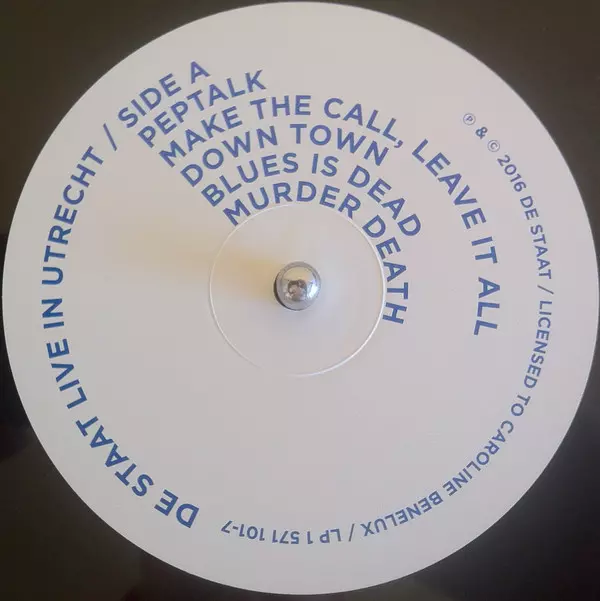 DE STAAT LIVE IN UTRECHT / SIDE A
PEPTALK
MAKE THE CALL, LEAVE IT ALL
DOWN TOWN
BLUES IS DEAD
MURDER DEATH
℗ & © 2016 DE STAAT / LICENSED TO CAROLINE BENELUX / LP 1 571 101-7